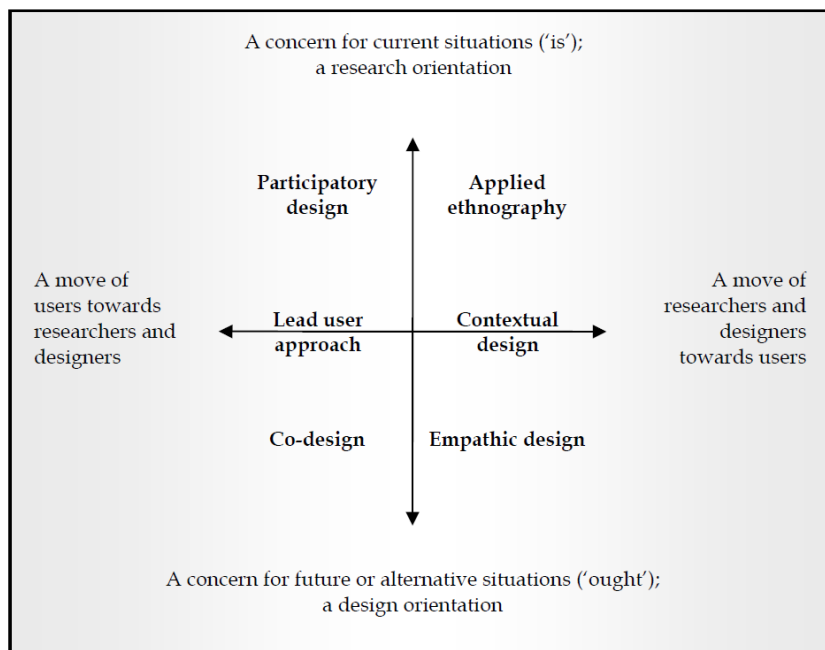 A concern for current situations (‘is’);
a research orientation
Participatory
design
Applied
ethnography
A move of
users towards
researchers and
designers
Lead user
approach
Contextual
design
A move of
researchers and
designers
towards users
Co-design
Empathic design
A concern for future or alternative situations (‘ought’);
a design orientation